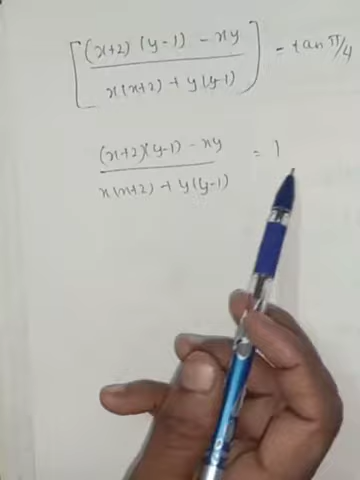 [((x+2)(y-1) - xy) / (x(x+2) + y(y-1))] = tan π/4
((x+2)(y-1) - xy) / (x(x+2) + y(y-1)) = 1